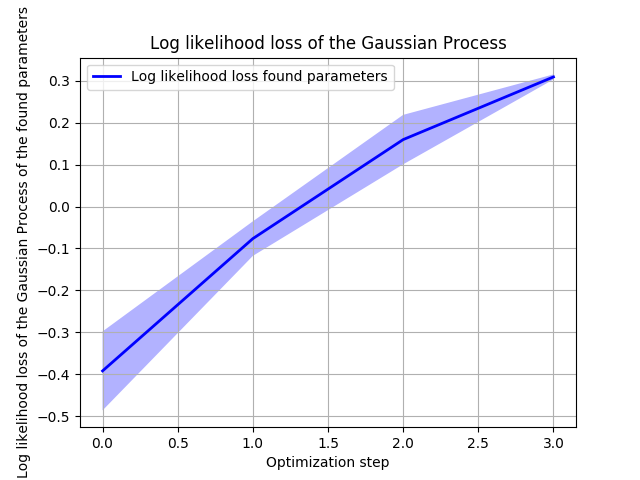 Log likelihood loss of the Gaussian Process
Log likelihood loss of the Gaussian Process of the found parameters
Log likelihood loss found parameters
0.3
0.2
0.1
0.0
−0.1
−0.2
−0.3
−0.4
−0.5
0.0 0.5 1.0 1.5 2.0 2.5 3.0
Optimization step